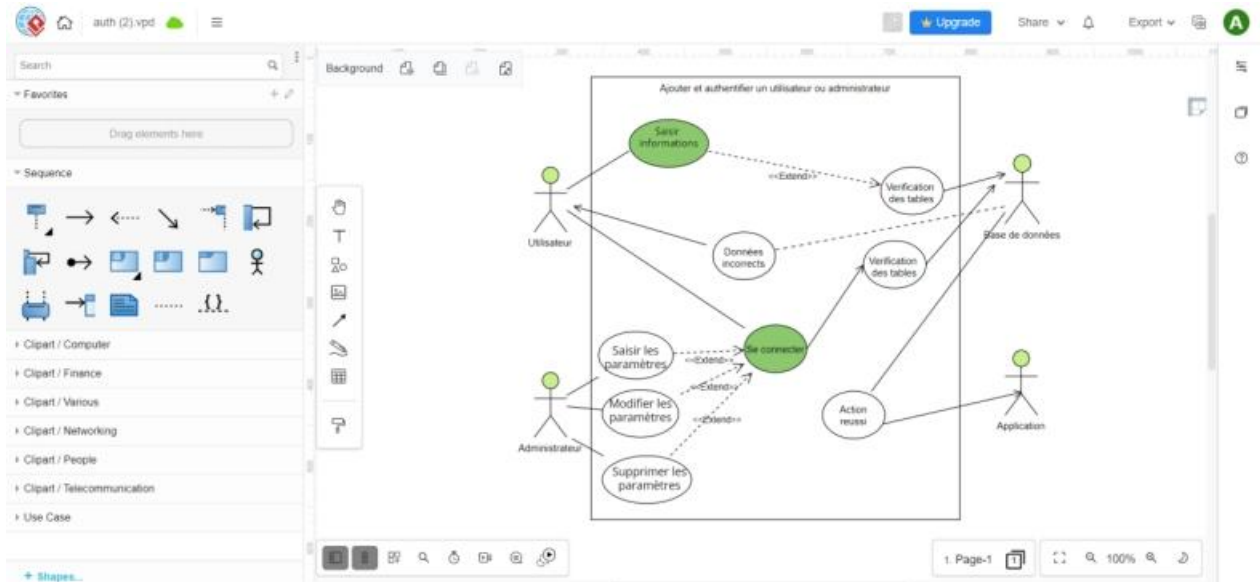 auth (2).vpd
Upgrade
Share
Export
A
Search
Favorites
Drag elements here
Sequence
Clipart / Computer
Clipart / Finance
Clipart / Various
Clipart / Networking
Clipart / People
Clipart / Telecommunication
Use Case
+ Shapes...
Background
Ajouter et authentifier un utilisateur ou administrateur
Saisir
informations
<<Extend>>
Verification
des tables
Utilisateur
Base de données
Données
incorrects
Verification
des tables
Saisir les
paramètres
<<Extend>>
Se connecter
Modifier les
paramètres
<<Extend>>
<<Extend>>
Action
reussi
Application
Administrateur
Supprimer les
paramètres
1. Page-1
1
100%